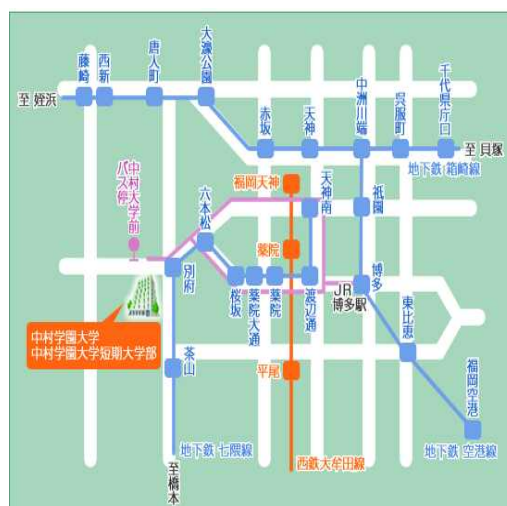 藤崎
西新
唐人町
大濠公園
至 姪浜
赤坂
天神
中洲川端
呉服町
千代県庁口
至 貝塚
地下鉄 箱崎線
中村大学前
バス停
六本松
福岡天神
天神南
祇園
薬院
別府
桜坂
薬院大通
薬院
渡辺通
JR
博多駅
博多
東比恵
中村学園大学
中村学園大学短期大学部
茶山
平尾
福岡空港
地下鉄 七隈線
至橋本
西鉄大牟田線
地下鉄 空港線